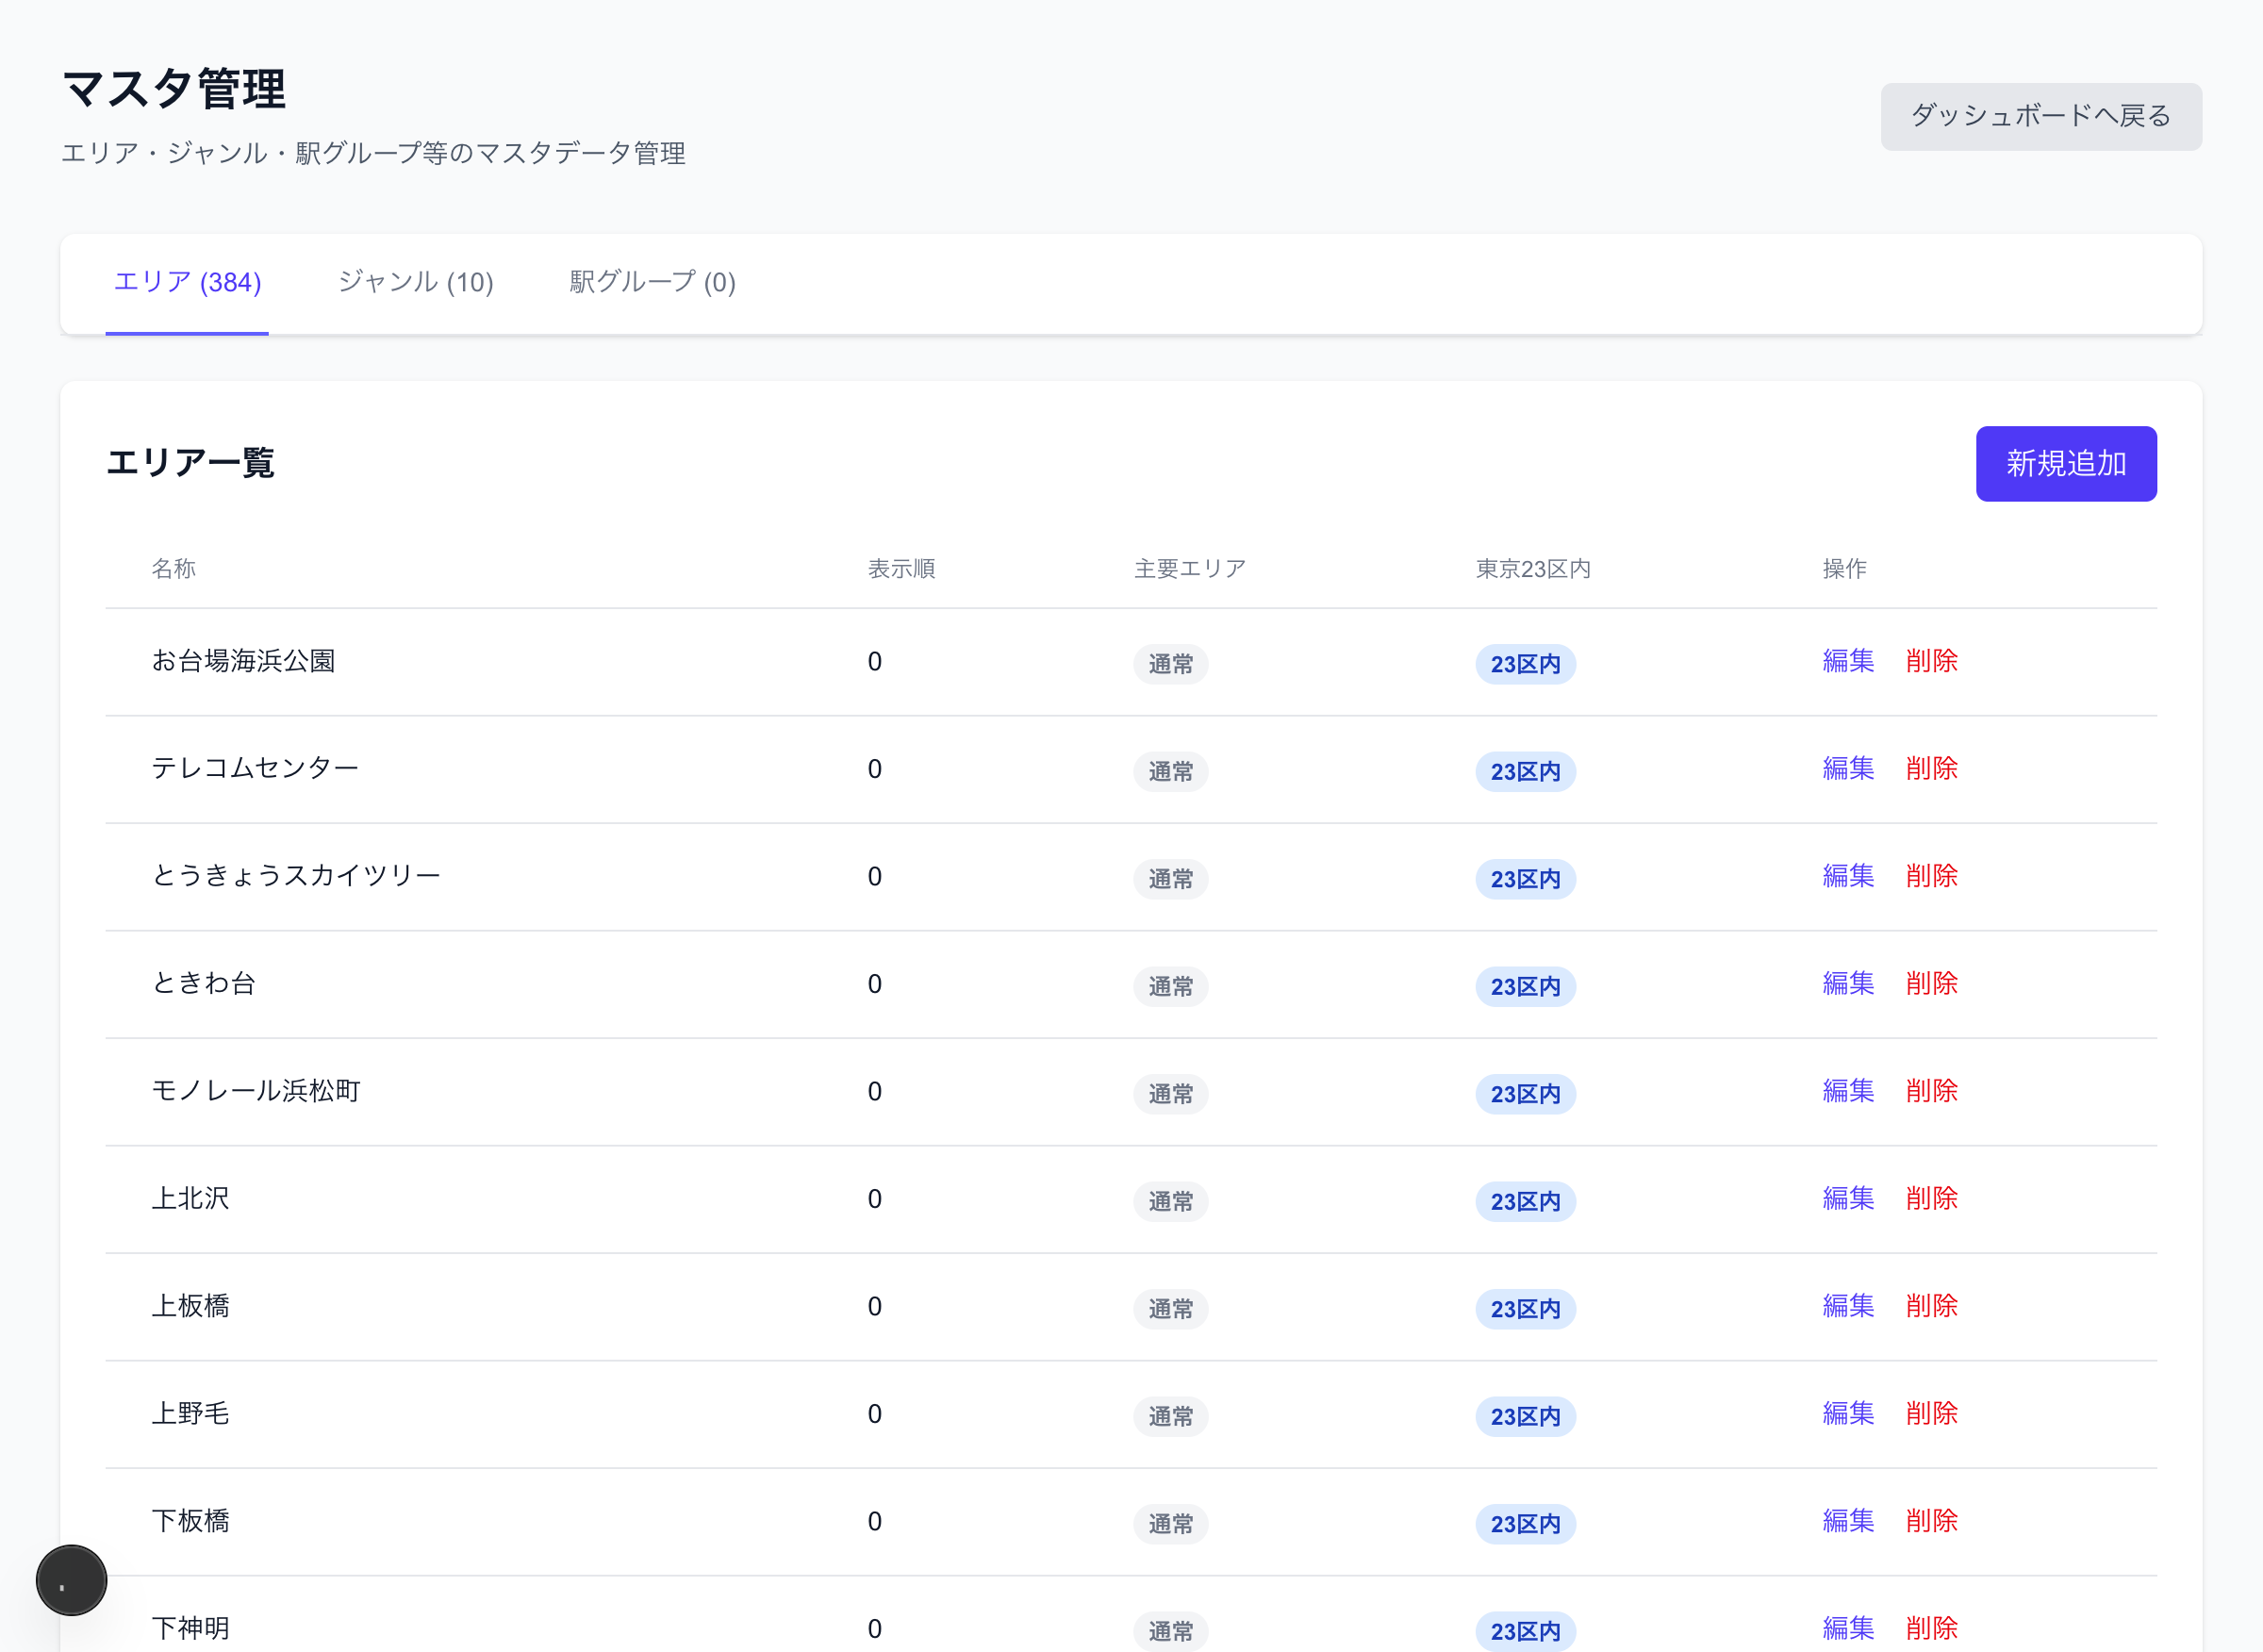 マスタ管理
ダッシュボードへ戻る
エリア・ジャンル・駅グループ等のマスタデータ管理
エリア (384) ジャンル (10) 駅グループ (0)
エリア一覧
新規追加
名称 表示順 主要エリア 東京23区内 操作
お台場海浜公園 0 通常 23区内 編集 削除
テレコムセンター 0 通常 23区内 編集 削除
とうきょうスカイツリー 0 通常 23区内 編集 削除
ときわ台 0 通常 23区内 編集 削除
モノレール浜松町 0 通常 23区内 編集 削除
上北沢 0 通常 23区内 編集 削除
上板橋 0 通常 23区内 編集 削除
上野毛 0 通常 23区内 編集 削除
下板橋 0 通常 23区内 編集 削除
下神明 0 通常 23区内 編集 削除